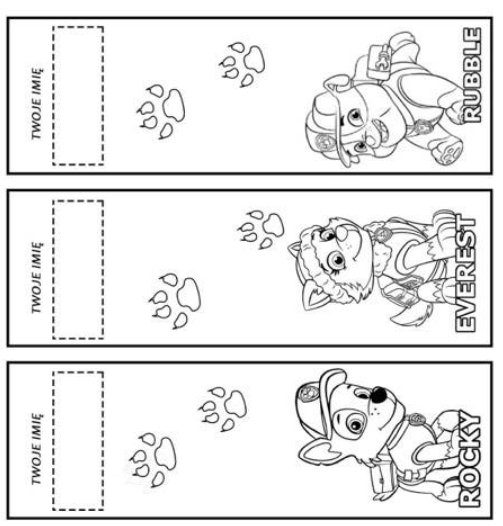 TWOJE IMIĘ
RUBBLE
TWOJE IMIĘ
EVEREST
TWOJE IMIĘ
ROCKY